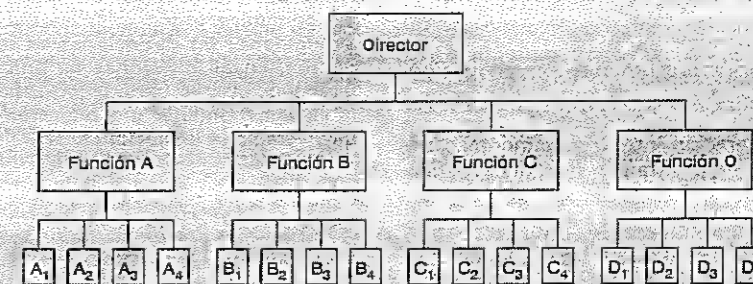 Director
Función A Función B Función C Función D
A₁ A₂ A₃ A₄ B₁ B₂ B₃ B₄ C₁ C₂ C₃ C₄ D₁ D₂ D₃ D